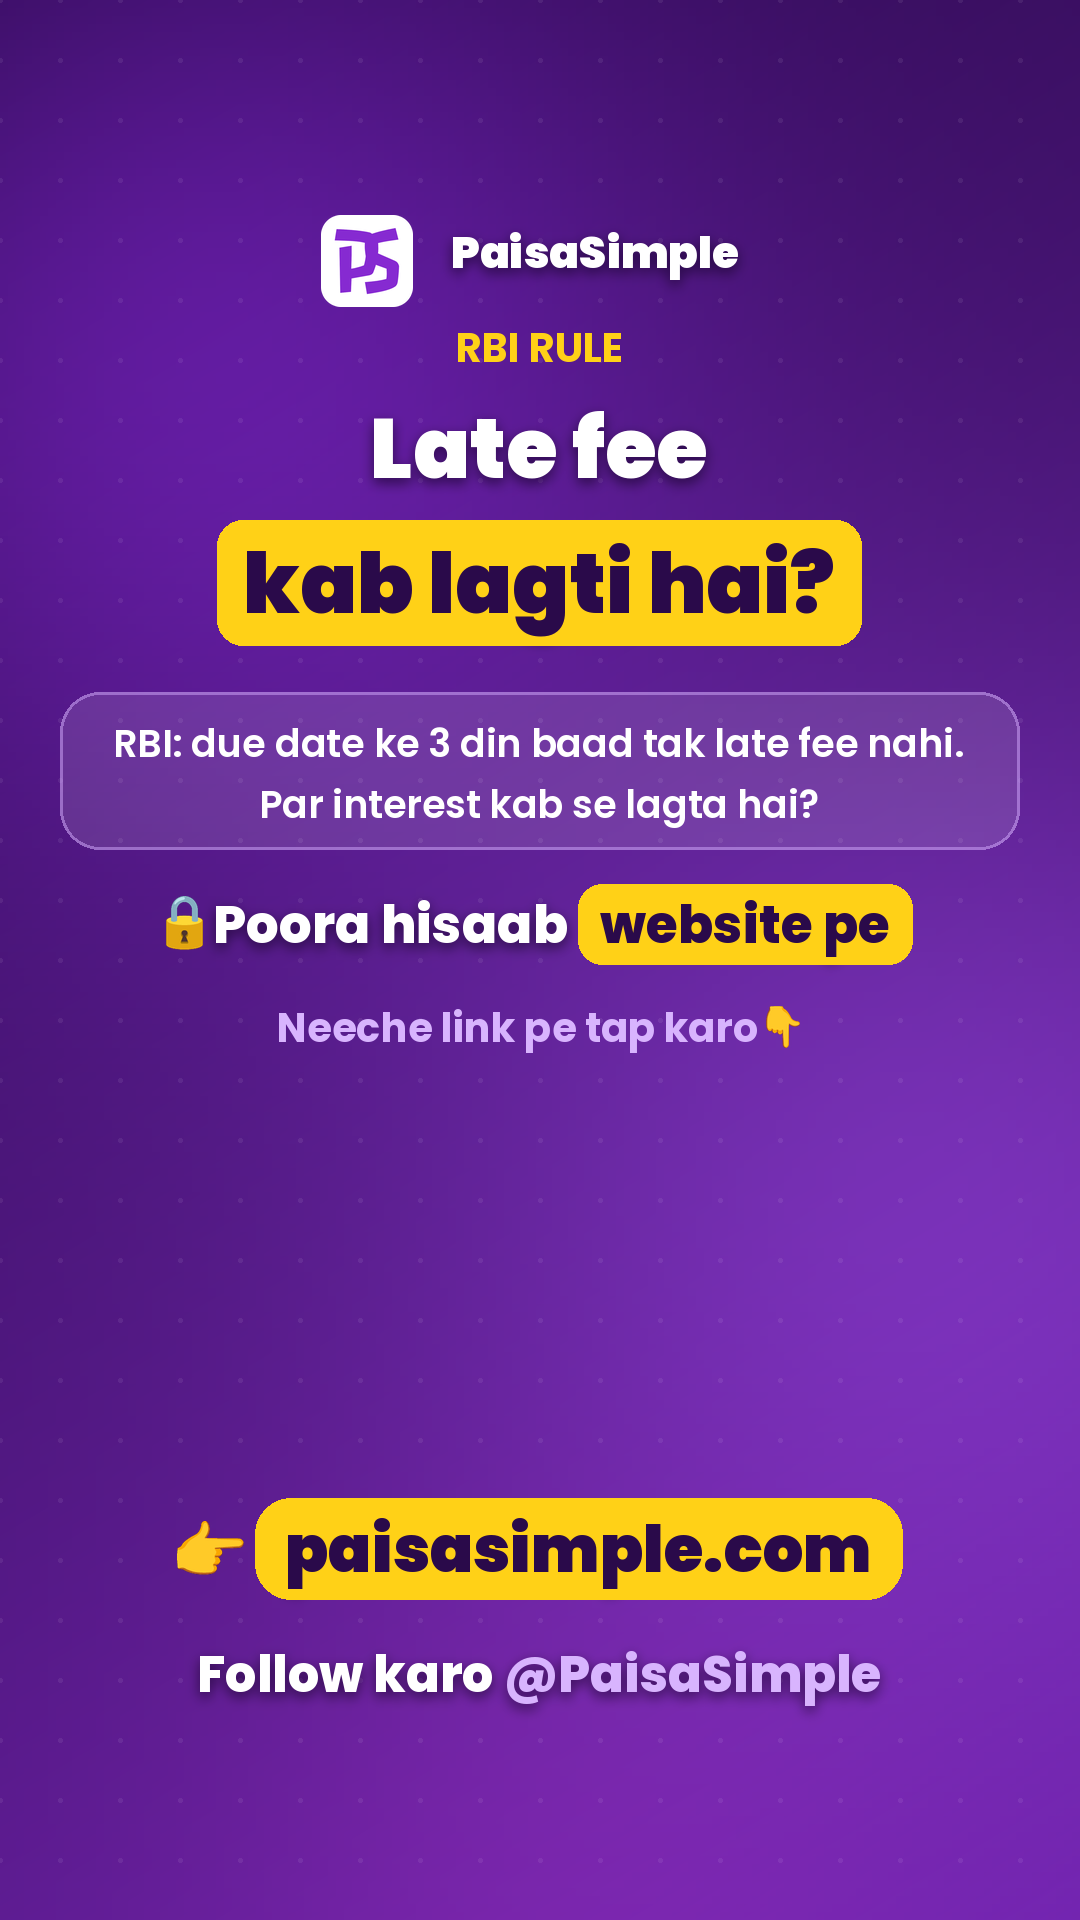 PS PaisaSimple
RBI RULE
Late fee
kab lagti hai?
RBI: due date ke 3 din baad tak late fee nahi.
Par interest kab se lagta hai?
🔒Poora hisaab website pe
Neeche link pe tap karo👇
👉 paisasimple.com
Follow karo @PaisaSimple